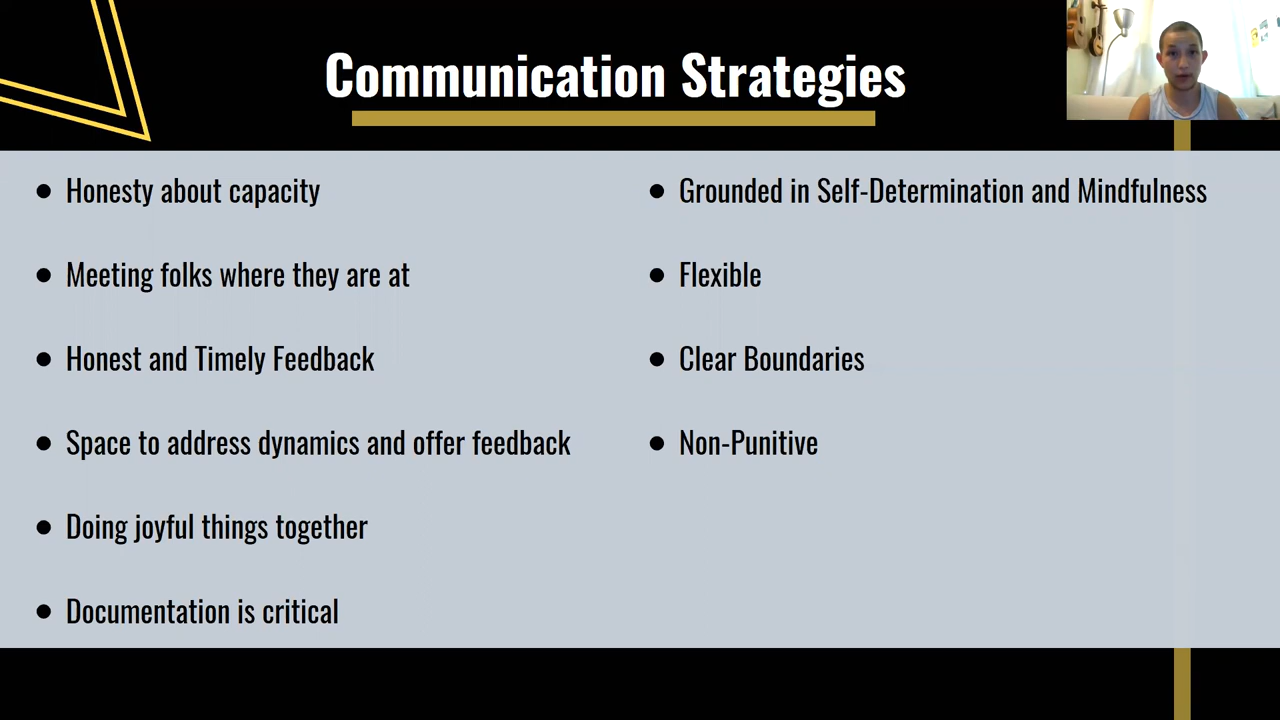 Communication Strategies
● Honesty about capacity
● Meeting folks where they are at
● Honest and Timely Feedback
● Space to address dynamics and offer feedback
● Doing joyful things together
● Documentation is critical
● Grounded in Self-Determination and Mindfulness
● Flexible
● Clear Boundaries
● Non-Punitive